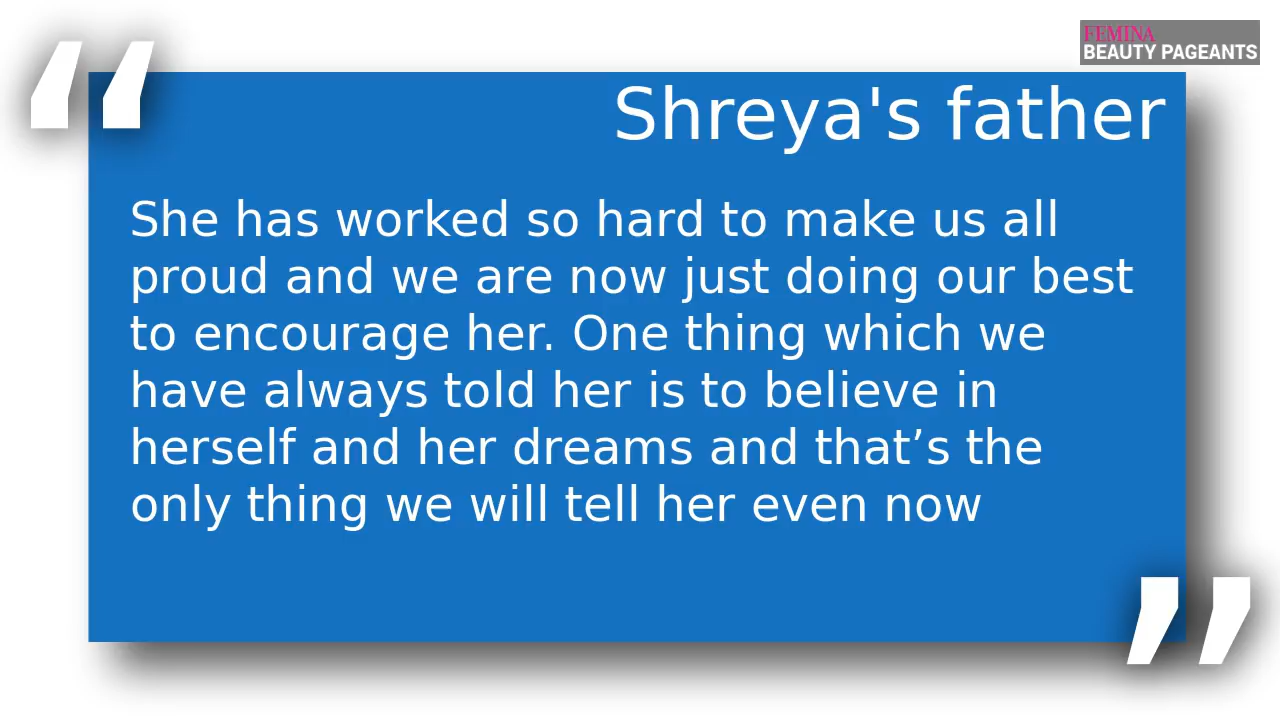 FEMINA
BEAUTY PAGEANTS
“
Shreya's father
She has worked so hard to make us all
proud and we are now just doing our best
to encourage her. One thing which we
have always told her is to believe in
herself and her dreams and that’s the
only thing we will tell her even now
”